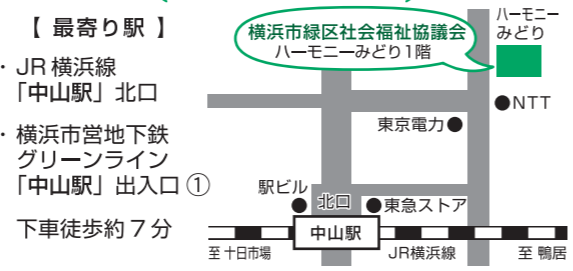 【 最寄り駅 】
・ JR 横浜線
「中山駅」北口
・ 横浜市営地下鉄
グリーンライン
「中山駅」出入口 ①
下車徒歩約 7 分
横浜市緑区社会福祉協議会
ハーモニーみどり1階
ハーモニー
みどり
●NTT
東京電力●
駅ビル
北口
●東急ストア
中山駅
至 十日市場
JR横浜線
至 鴨居